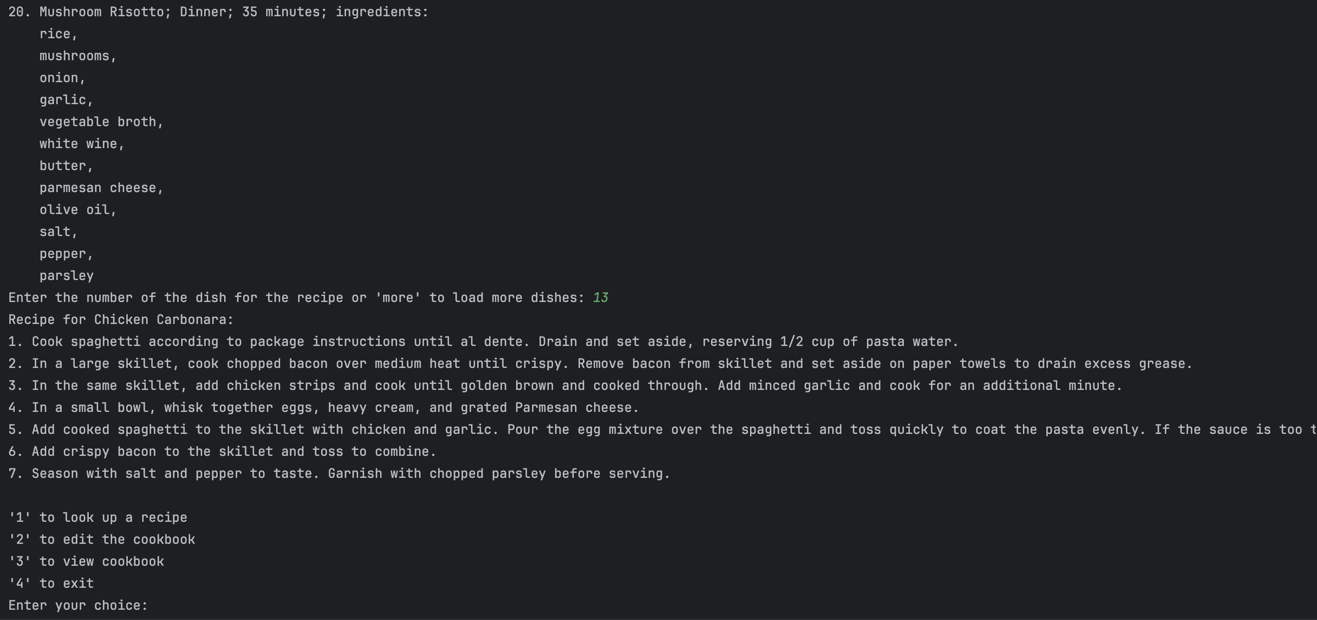 20. Mushroom Risotto; Dinner; 35 minutes; ingredients:
rice,
mushrooms,
onion,
garlic,
vegetable broth,
white wine,
butter,
parmesan cheese,
olive oil,
salt,
pepper,
parsley
Enter the number of the dish for the recipe or 'more' to load more dishes: 13
Recipe for Chicken Carbonara:
1. Cook spaghetti according to package instructions until al dente. Drain and set aside, reserving 1/2 cup of pasta water.
2. In a large skillet, cook chopped bacon over medium heat until crispy. Remove bacon from skillet and set aside on paper towels to drain excess grease.
3. In the same skillet, add chicken strips and cook until golden brown and cooked through. Add minced garlic and cook for an additional minute.
4. In a small bowl, whisk together eggs, heavy cream, and grated Parmesan cheese.
5. Add cooked spaghetti to the skillet with chicken and garlic. Pour the egg mixture over the spaghetti and toss quickly to coat the pasta evenly. If the sauce is too
6. Add crispy bacon to the skillet and toss to combine.
7. Season with salt and pepper to taste. Garnish with chopped parsley before serving.
'1' to look up a recipe
'2' to edit the cookbook
'3' to view cookbook
'4' to exit
Enter your choice: